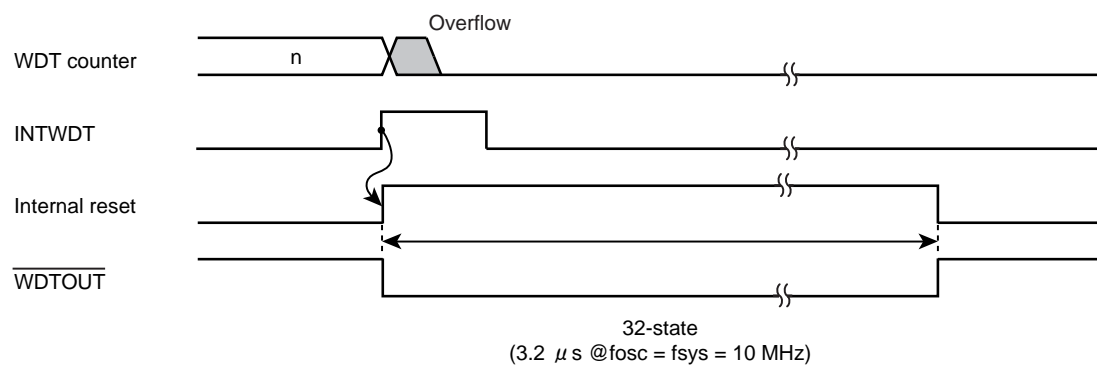 Overflow
WDT counter
n
INTWDT
Internal reset
WDTOUT
32-state
(3.2 μs @fosc = fsys = 10 MHz)